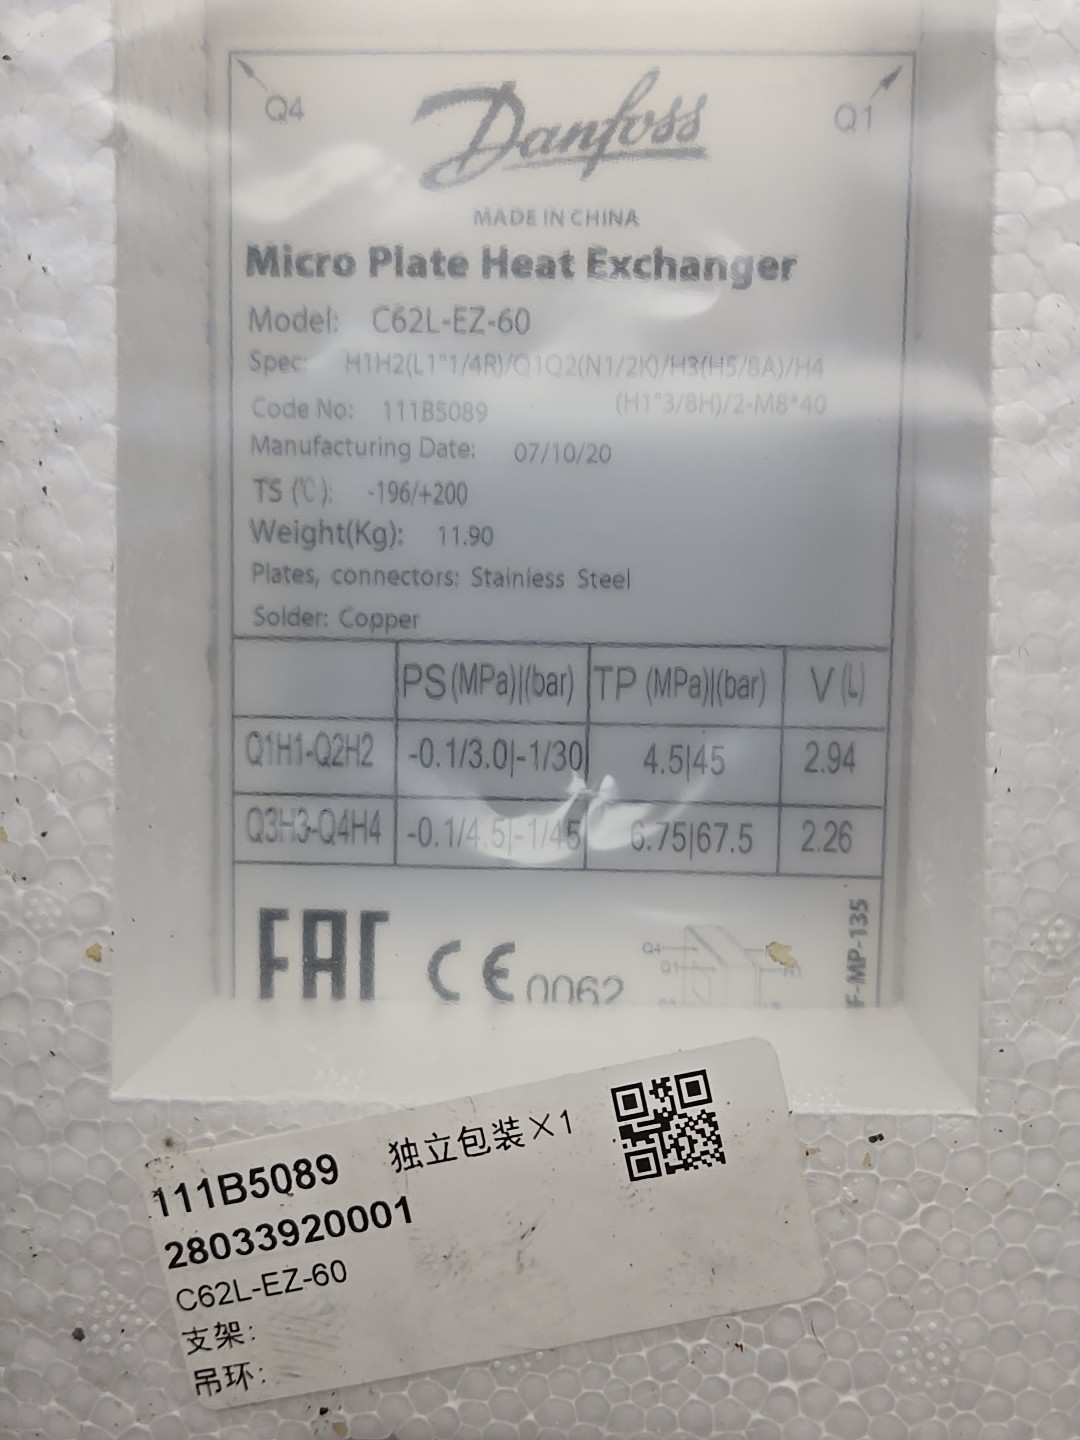 Q4
Q1
Danfoss
MADE IN CHINA
Micro Plate Heat Exchanger
Model: C62L-EZ-60
Spec: H1H2(L1"1/4R)/Q1Q2(N1/2K)/H3(H5/8A)/H4
(H1"3/8H)/2-M8*40
Code No: 111B5089
Manufacturing Date: 07/10/20
TS (℃): -196/+200
Weight(Kg): 11.90
Plates, connectors: Stainless Steel
Solder: Copper
PS(MPa)|(bar) TP (MPa)|(bar) V (L)
Q1H1-Q2H2 -0.1/3.0|-1/30 4.5|45 2.94
Q3H3-Q4H4 -0.1/4.5|-1/45 6.75|67.5 2.26
EAC CE 0062
Q4
Q1
F-MP-135
111B5089 独立包装×1
28033920001
C62L-EZ-60
支架:
吊环: